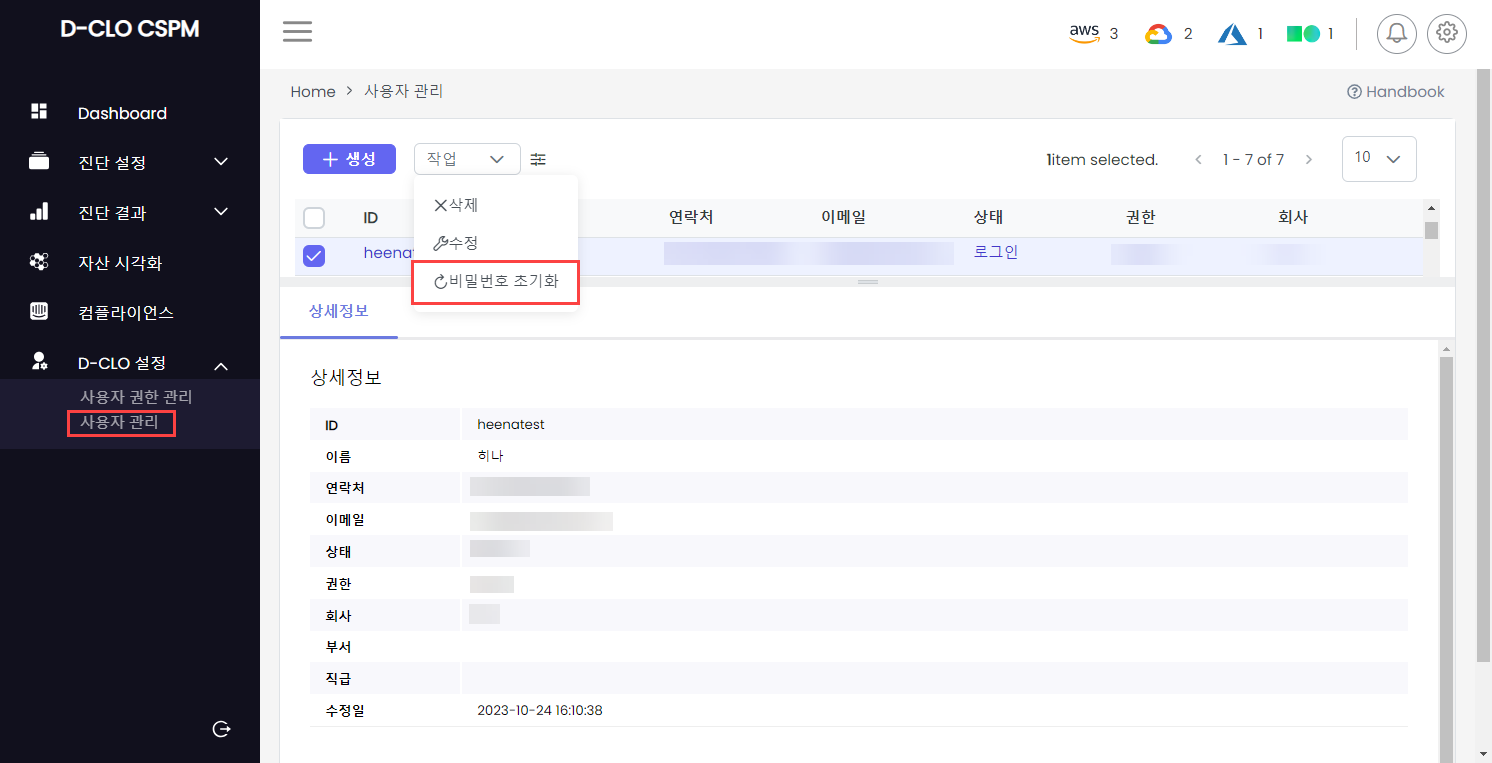 D-CLO CSPM
aws 3 2 1 1
Dashboard
진단 설정
진단 결과
자산 시각화
컴플라이언스
D-CLO 설정
사용자 권한 관리
사용자 관리
Home > 사용자 관리
Handbook
+ 생성
작업
1item selected.
< 1 - 7 of 7 >
10
삭제
수정
비밀번호 초기화
ID 연락처 이메일 상태 권한 회사
heenat 로그인
상세정보
상세정보
ID heenatest
이름 히나
연락처
이메일
상태
권한
회사
부서
직급
수정일 2023-10-24 16:10:38